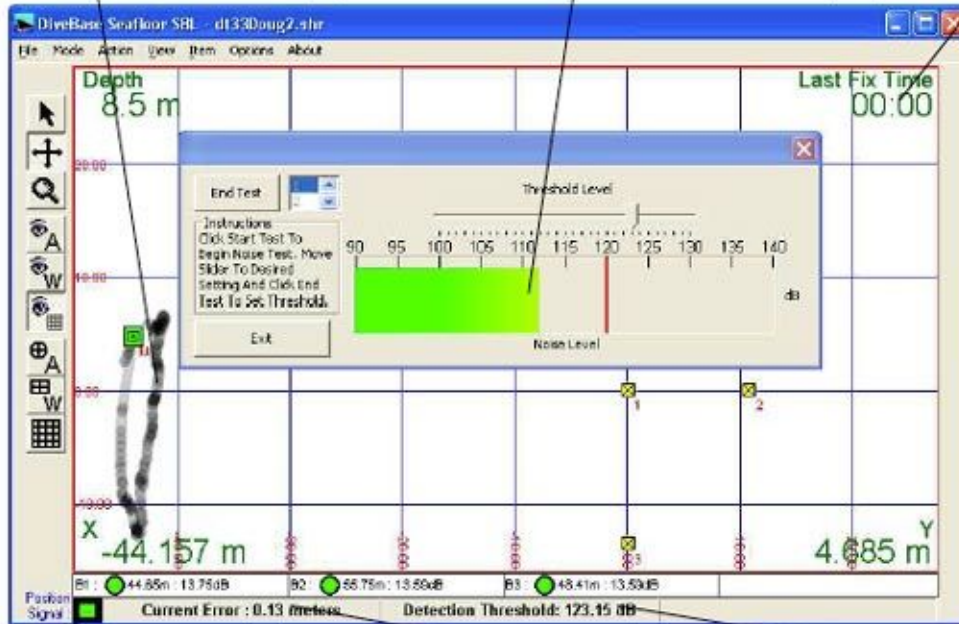 DiveBase Seafloor SBL - dt33Doug2.shr
File Mode Action View Item Options About
Depth
8.5 m
Last Fix Time
00:00
End Test
Threshold Level
Instructions
Click Start Test To
Begin Noise Test. Move
Slider To Desired
Setting And Click End
Test To Set Threshold.
Exit
90 95 100 105 110 115 120 125 130 135 140
dB
Noise Level
A
W
A
W
1
2
3
X
-44.157 m
Y
4.685 m
B1 : 44.65m : 13.75dB B2 : 55.75m : 13.59dB B3 : 48.41m : 13.59dB
Position
Signal
Current Error : 0.13 meters Detection Threshold: 123.15 dB